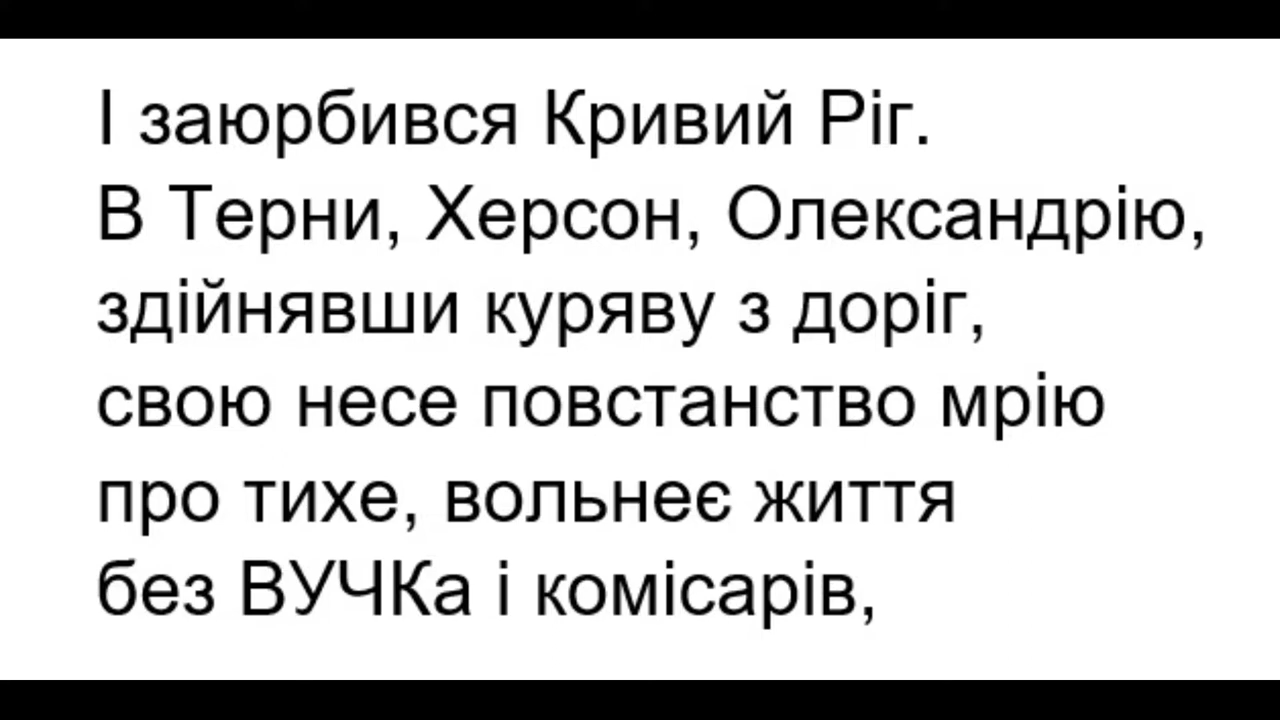 І заюрбився Кривий Ріг.
В Терни, Херсон, Олександрію,
здійнявши куряву з доріг,
свою несе повстанство мрію
про тихе, вольнеє життя
без ВУЧКа і комісарів,